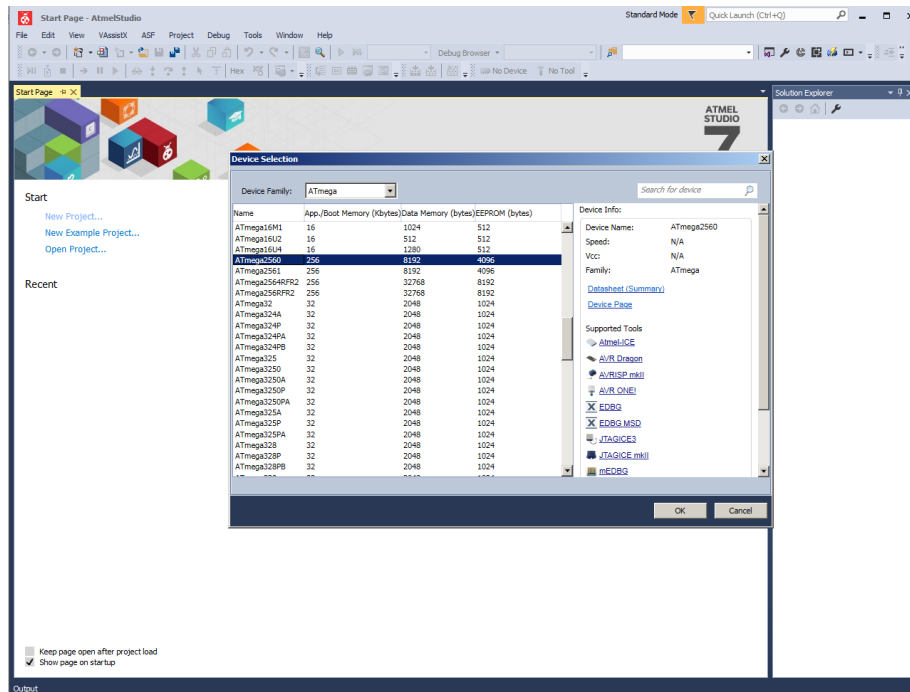 Start Page - AtmelStudio
Standard Mode
Quick Launch (Ctrl+Q)
File Edit View VAssistX ASF Project Debug Tools Window Help
Debug Browser
Hex
No Device
No Tool
Start Page
Solution Explorer
ATMEL
STUDIO
7
Start
New Project...
New Example Project...
Open Project...
Recent
Device Selection
Device Family: ATmega
Search for device
Name App./Boot Memory (Kbytes) Data Memory (bytes) EEPROM (bytes)
ATmega16M1 16 1024 512
ATmega16U2 16 512 512
ATmega16U4 16 1280 512
ATmega2560 256 8192 4096
ATmega2561 256 8192 4096
ATmega2564RFR2 256 32768 8192
ATmega256RFR2 256 32768 8192
ATmega32 32 2048 1024
ATmega324A 32 2048 1024
ATmega324P 32 2048 1024
ATmega324PA 32 2048 1024
ATmega324PB 32 2048 1024
ATmega325 32 2048 1024
ATmega3250 32 2048 1024
ATmega3250A 32 2048 1024
ATmega3250P 32 2048 1024
ATmega3250PA 32 2048 1024
ATmega325A 32 2048 1024
ATmega325P 32 2048 1024
ATmega325PA 32 2048 1024
ATmega328 32 2048 1024
ATmega328P 32 2048 1024
ATmega328PB 32 2048 1024
Device Info:
Device Name: ATmega2560
Speed: N/A
Vcc: N/A
Family: ATmega
Datasheet (Summary)
Device Page
Supported Tools
Atmel-ICE
AVR Dragon
AVRISP mkII
AVR ONE!
EDBG
EDBG MSD
JTAGICE3
JTAGICE mkII
mEDBG
OK
Cancel
Keep page open after project load
Show page on startup
Output